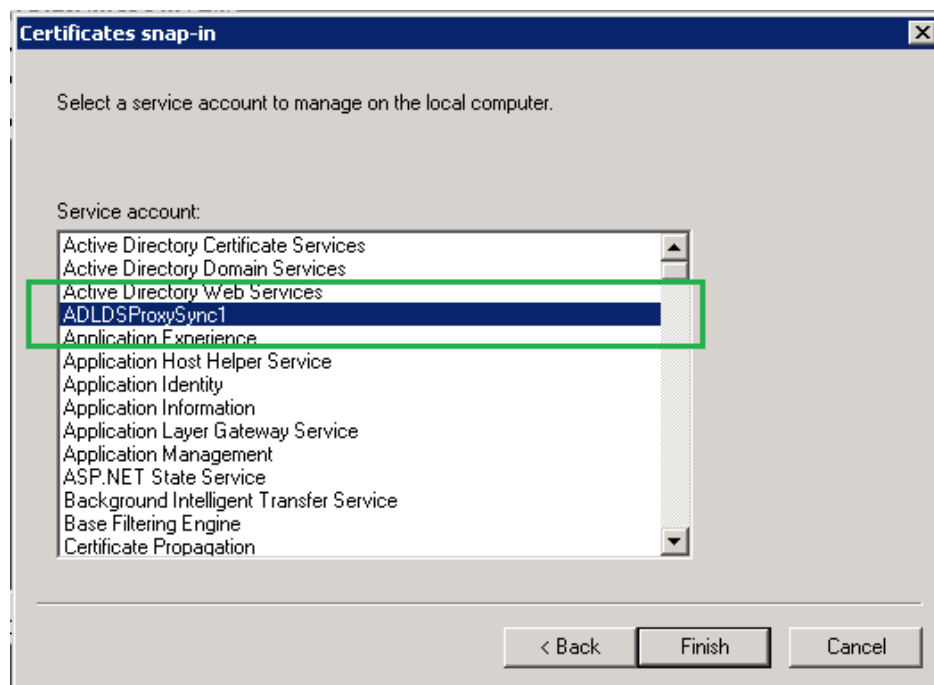 Certificates snap-in
Select a service account to manage on the local computer.
Service account:
Active Directory Certificate Services
Active Directory Domain Services
Active Directory Web Services
ADLDSProxySync1
Application Experience
Application Host Helper Service
Application Identity
Application Information
Application Layer Gateway Service
Application Management
ASP.NET State Service
Background Intelligent Transfer Service
Base Filtering Engine
Certificate Propagation
< Back Finish Cancel